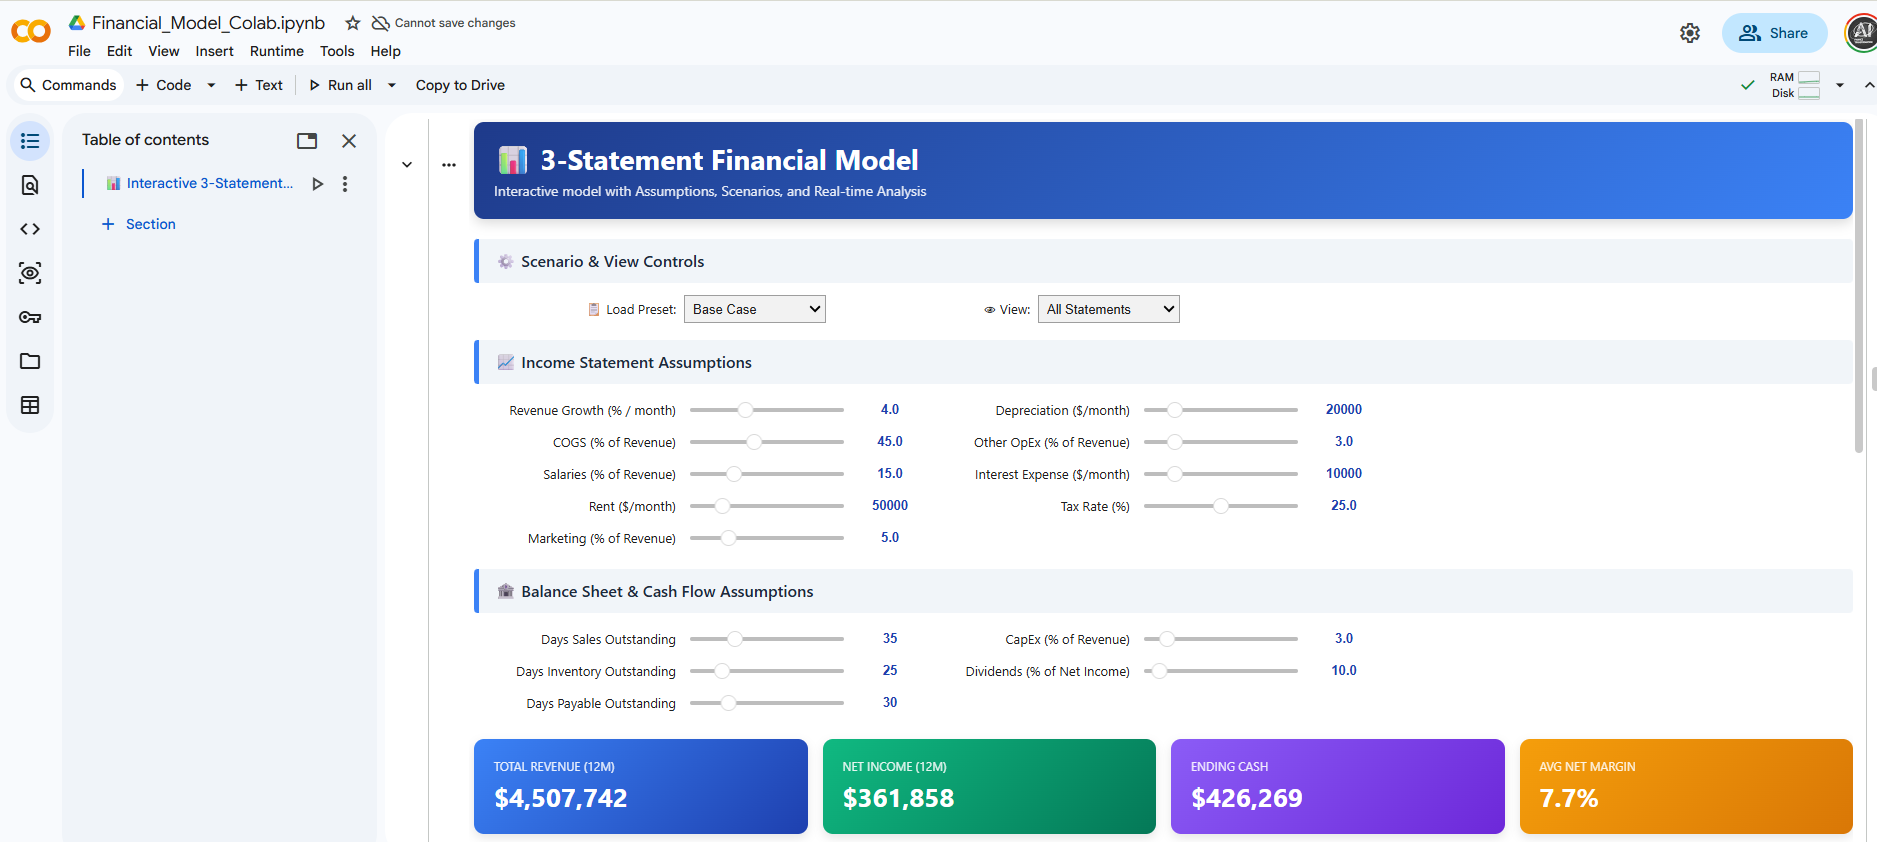 Financial_Model_Colab.ipynb
Cannot save changes
File Edit View Insert Runtime Tools Help
Share
Commands
+ Code
+ Text
Run all
Copy to Drive
RAM
Disk
Table of contents
Interactive 3-Statement...
+ Section
3-Statement Financial Model
Interactive model with Assumptions, Scenarios, and Real-time Analysis
Scenario & View Controls
Load Preset: Base Case
View: All Statements
Income Statement Assumptions
Revenue Growth (% / month) 4.0
Depreciation ($/month) 20000
COGS (% of Revenue) 45.0
Other OpEx (% of Revenue) 3.0
Salaries (% of Revenue) 15.0
Interest Expense ($/month) 10000
Rent ($/month) 50000
Tax Rate (%) 25.0
Marketing (% of Revenue) 5.0
Balance Sheet & Cash Flow Assumptions
Days Sales Outstanding 35
CapEx (% of Revenue) 3.0
Days Inventory Outstanding 25
Dividends (% of Net Income) 10.0
Days Payable Outstanding 30
TOTAL REVENUE (12M)
$4,507,742
NET INCOME (12M)
$361,858
ENDING CASH
$426,269
AVG NET MARGIN
7.7%